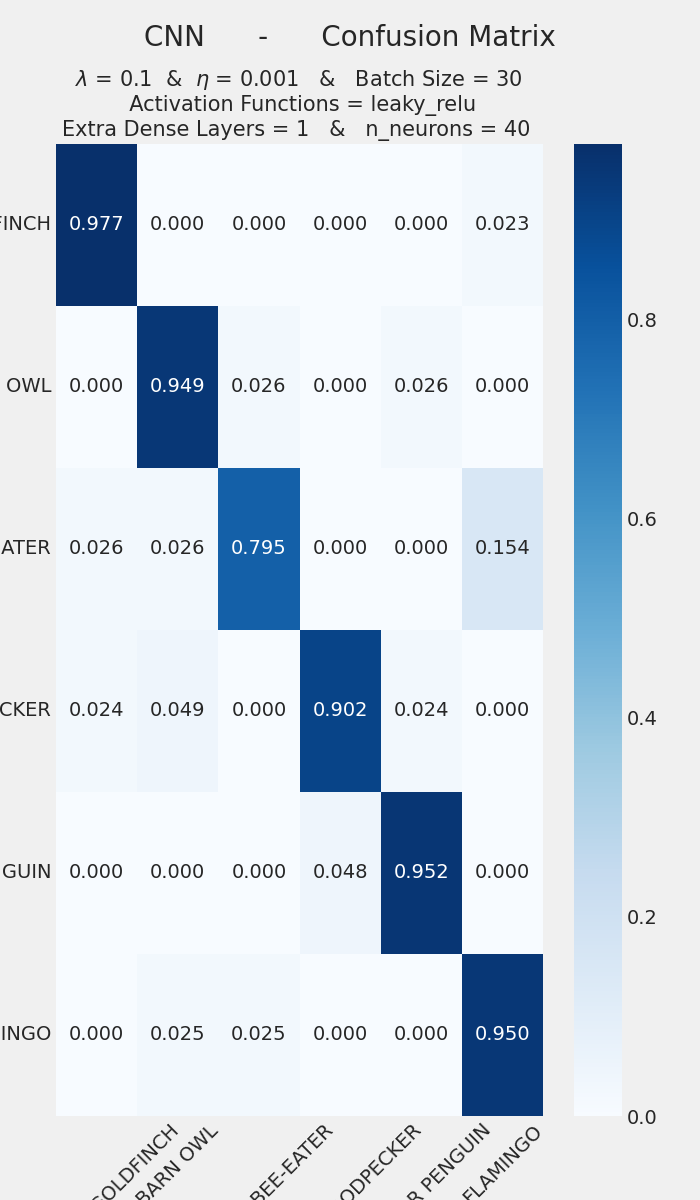 CNN - Confusion Matrix
λ = 0.1 & η = 0.001 & Batch Size = 30
Activation Functions = leaky_relu
Extra Dense Layers = 1 & n_neurons = 40
FINCH 0.977 0.000 0.000 0.000 0.000 0.023
0.8
OWL 0.000 0.949 0.026 0.000 0.026 0.000
0.6
ATER 0.026 0.026 0.795 0.000 0.000 0.154
CKER 0.024 0.049 0.000 0.902 0.024 0.000
0.4
GUIN 0.000 0.000 0.000 0.048 0.952 0.000
0.2
INGO 0.000 0.025 0.025 0.000 0.000 0.950
0.0
OLDFINCH
BARN OWL
BEE-EATER
ODPECKER
R PENGUIN
FLAMINGO